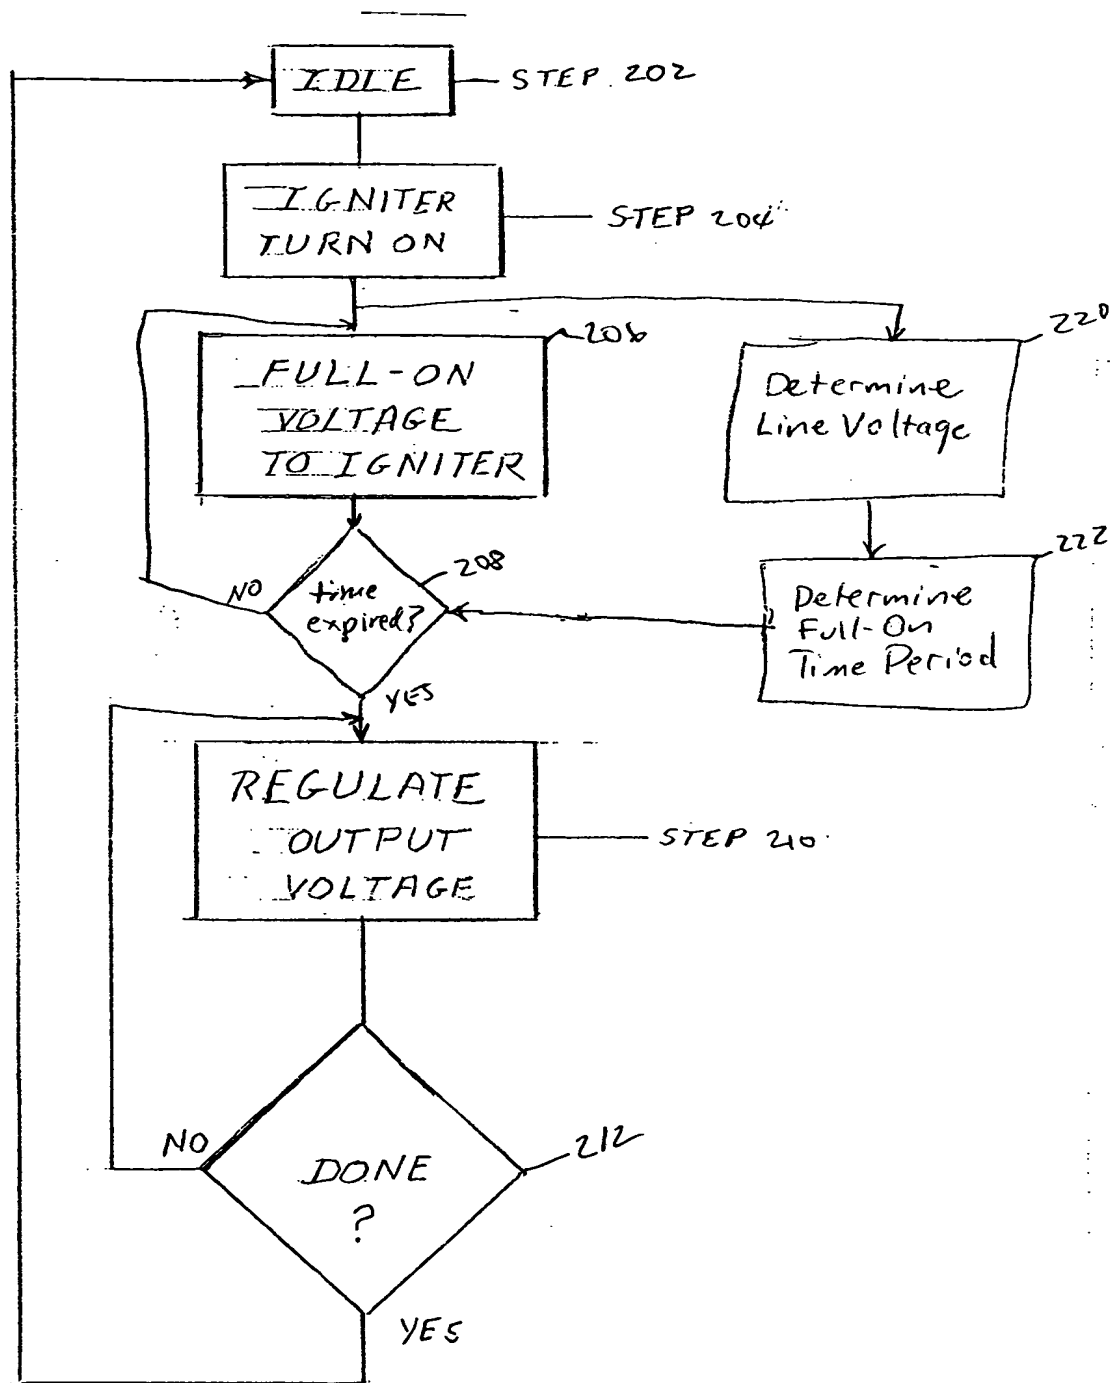 IDLE
STEP 202
IGNITER
TURN ON
STEP 204
FULL-ON
VOLTAGE
TO IGNITER
206
Determine
Line Voltage
220
time
expired?
208
NO
YES
Determine
Full-On
Time Period
222
REGULATE
OUTPUT
VOLTAGE
STEP 210
DONE
?
212
NO
YES